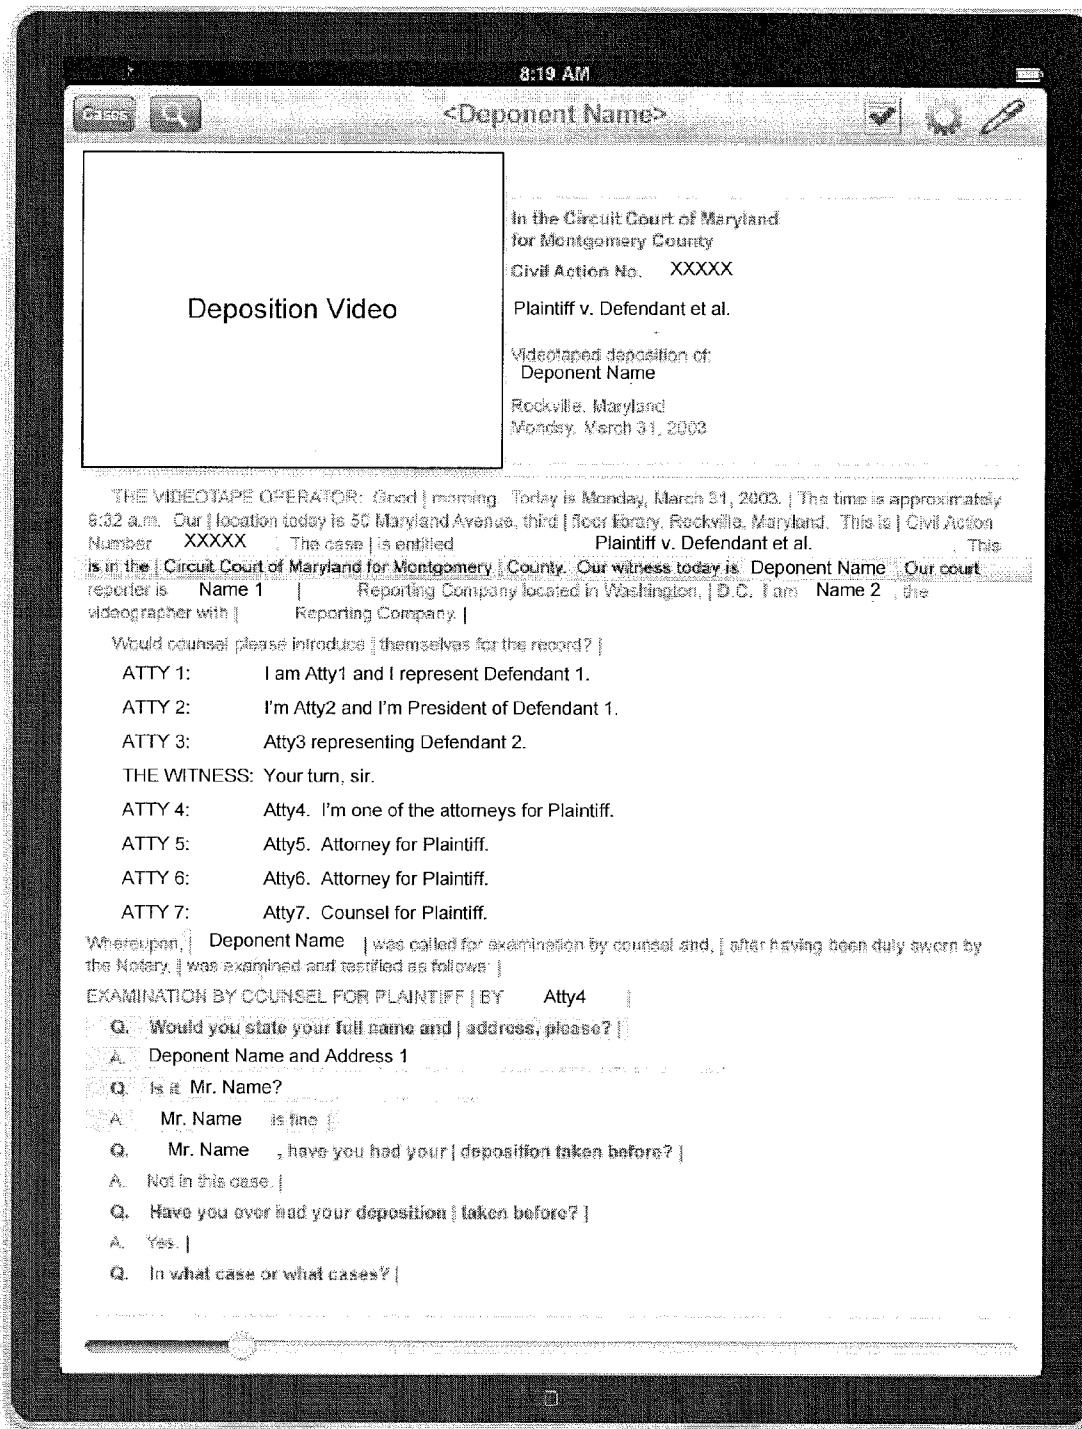 8:19 AM
Cases
<Deponent Name>
Deposition Video
In the Circuit Court of Maryland
for Montgomery County
Civil Action No. XXXXX
Plaintiff v. Defendant et al.
Videotaped deposition of:
Deponent Name
Rockville, Maryland
Monday, March 31, 2003
THE VIDEOTAPE OPERATOR: Good | morning. Today is Monday, March 31, 2003. | The time is approximately
8:32 a.m. Our | location today is 50 Maryland Avenue, third | floor library, Rockville, Maryland. This is | Civil Action
Number XXXXX . The case | is entitled Plaintiff v. Defendant et al. . This
is in the | Circuit Court of Maryland for Montgomery | County. Our witness today is Deponent Name Our court
reporter is Name 1 | Reporting Company located in Washington, | D.C. I am Name 2 , the
videographer with | Reporting Company. |
Would counsel please introduce | themselves for the record? |
ATTY 1: I am Atty1 and I represent Defendant 1.
ATTY 2: I'm Atty2 and I'm President of Defendant 1.
ATTY 3: Atty3 representing Defendant 2.
THE WITNESS: Your turn, sir.
ATTY 4: Atty4. I'm one of the attorneys for Plaintiff.
ATTY 5: Atty5. Attorney for Plaintiff.
ATTY 6: Atty6. Attorney for Plaintiff.
ATTY 7: Atty7. Counsel for Plaintiff.
Whereupon, | Deponent Name | was called for examination by counsel and, | after having been duly sworn by
the Notary, | was examined and testified as follows: |
EXAMINATION BY COUNSEL FOR PLAINTIFF | BY Atty4 |
Q. Would you state your full name and | address, please? |
A. Deponent Name and Address 1
Q. Is it Mr. Name?
A. Mr. Name is fine |
Q. Mr. Name , have you had your | deposition taken before? |
A. Not in this case. |
Q. Have you ever had your deposition | taken before? |
A. Yes. |
Q. In what case or what cases? |